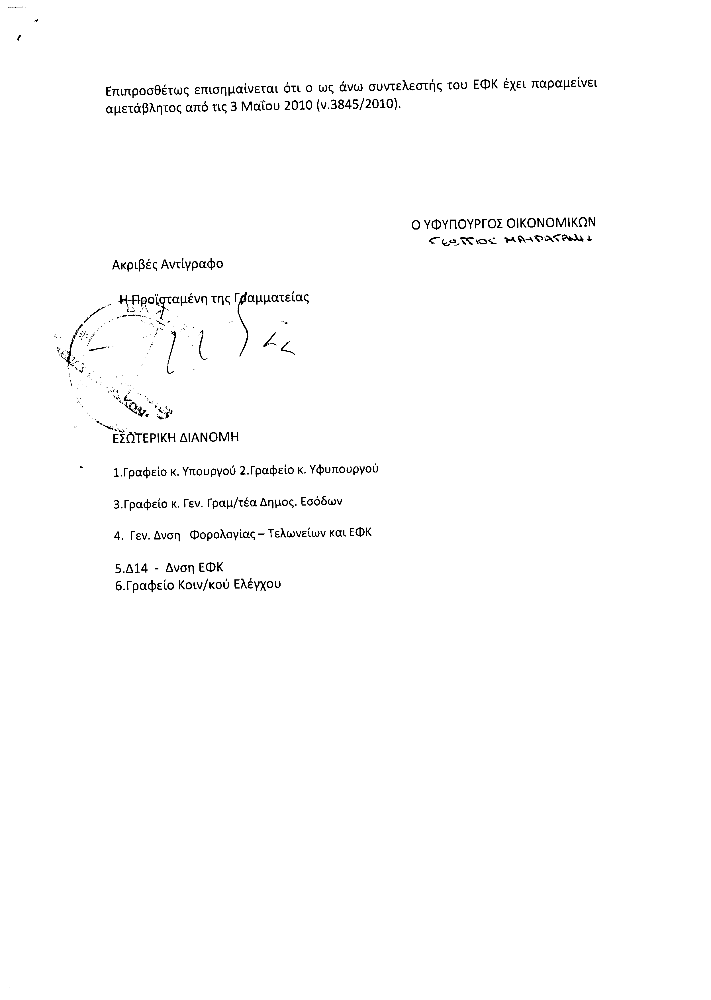 Επιπροσθέτως επισημαίνεται ότι ο ως άνω συντελεστής του ΕΦΚ έχει παραμείνει
αμετάβλητος από τις 3 Μαΐου 2010 (ν.3845/2010).
Ο ΥΦΥΠΟΥΡΓΟΣ ΟΙΚΟΝΟΜΙΚΩΝ
ΓΕΩΡΓΙΟΣ ΜΑΥΡΑΓΑΝΗΣ
Ακριβές Αντίγραφο
Η Προϊσταμένη της Γραμματείας
ΕΣΩΤΕΡΙΚΗ ΔΙΑΝΟΜΗ
1.Γραφείο κ. Υπουργού 2.Γραφείο κ. Υφυπουργού
3.Γραφείο κ. Γεν. Γραμ/τέα Δημος. Εσόδων
4. Γεν. Δνση Φορολογίας – Τελωνείων και ΕΦΚ
5.Δ14 - Δνση ΕΦΚ
6.Γραφείο Κοιν/κού Ελέγχου